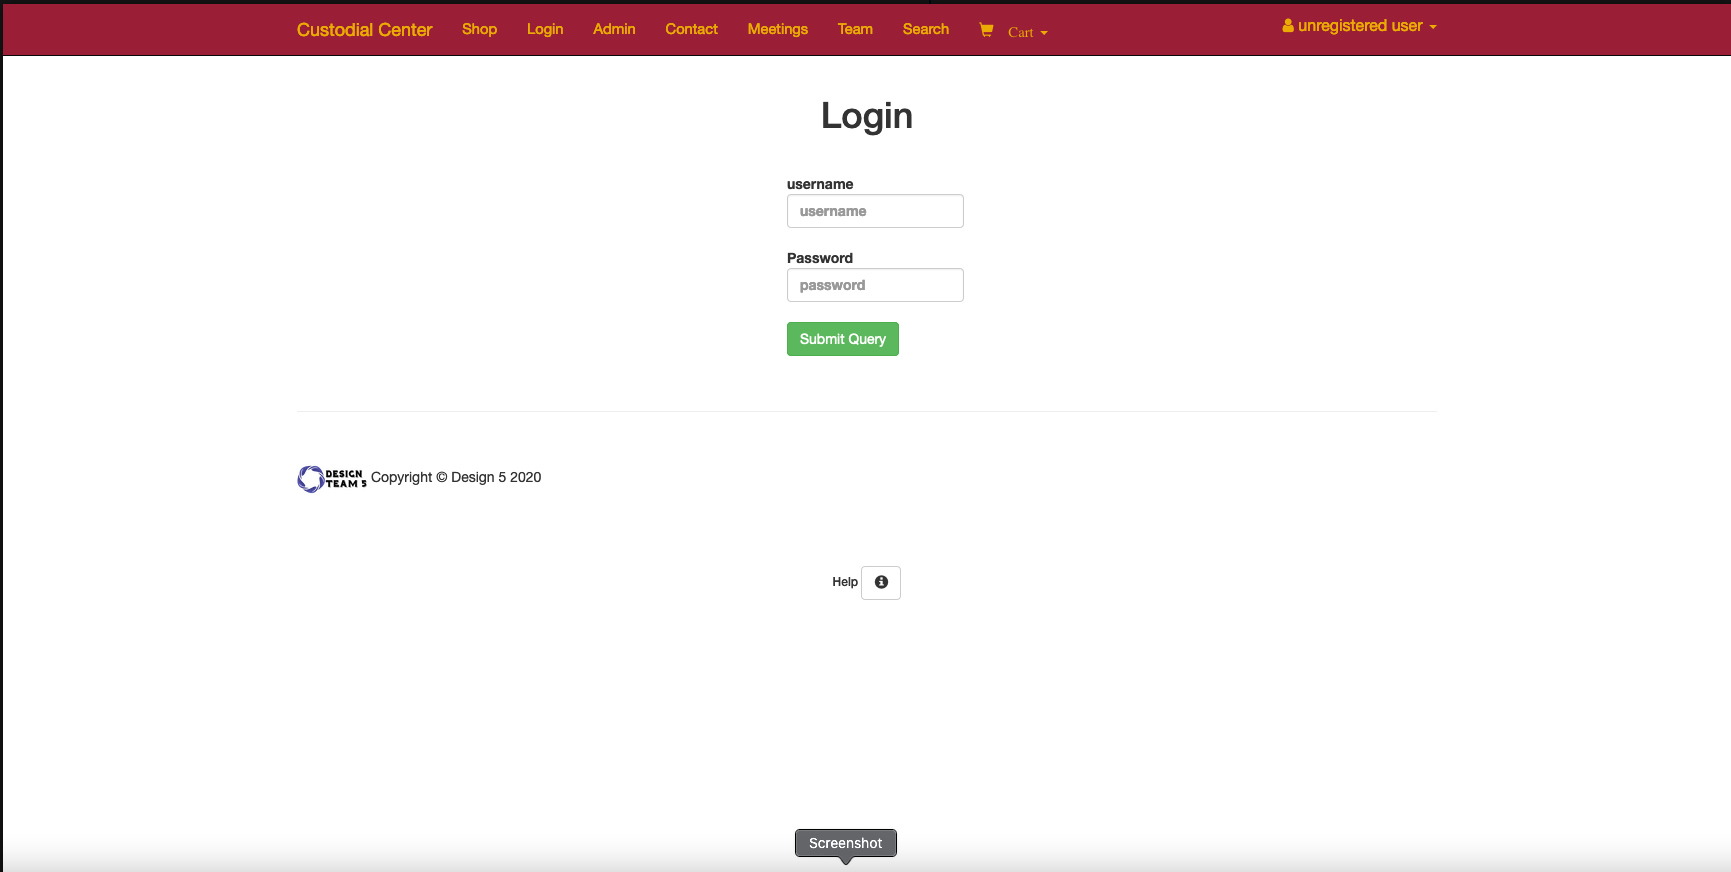 Custodial Center Shop Login Admin Contact Meetings Team Search Cart unregistered user
Login
username
username
Password
password
Submit Query
DESIGN
TEAM 5
Copyright © Design 5 2020
Help
Screenshot